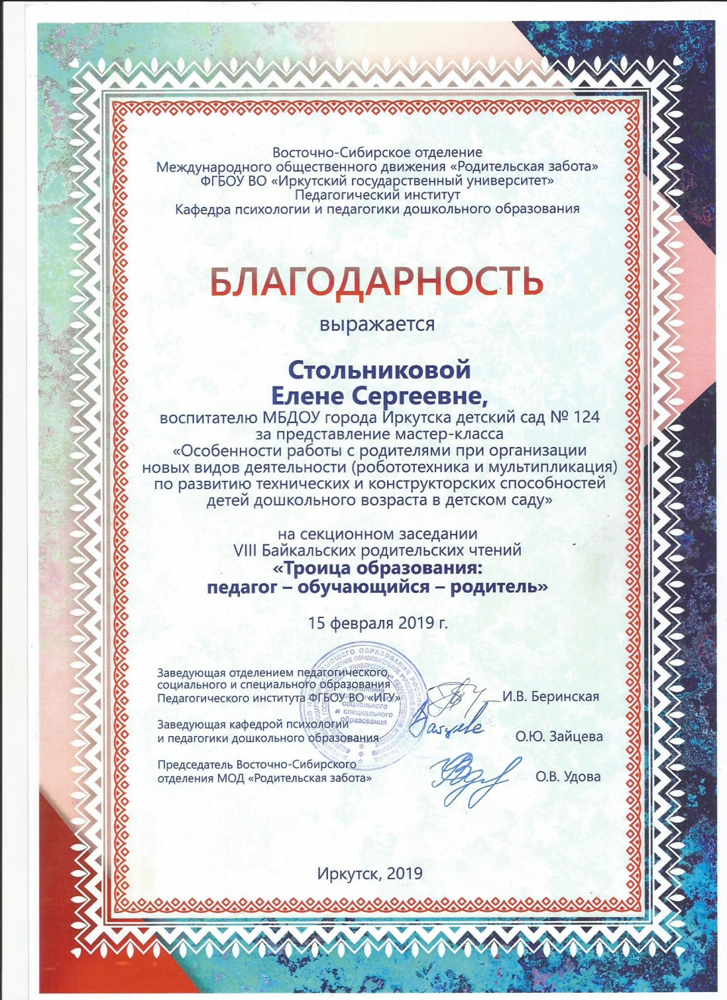 Восточно-Сибирское отделение
Международного общественного движения «Родительская забота»
ФГБОУ ВО «Иркутский государственный университет»
Педагогический институт
Кафедра психологии и педагогики дошкольного образования
БЛАГОДАРНОСТЬ
выражается
Стольниковой
Елене Сергеевне,
воспитателю МБДОУ города Иркутска детский сад № 124
за представление мастер-класса
«Особенности работы с родителями при организации
новых видов деятельности (робототехника и мультипликация)
по развитию технических и конструкторских способностей
детей дошкольного возраста в детском саду»
на секционном заседании
VIII Байкальских родительских чтений
«Троица образования:
педагог – обучающийся – родитель»
15 февраля 2019 г.
Заведующая отделением педагогического,
социального и специального образования
Педагогического института ФГБОУ ВО «ИГУ»
И.В. Беринская
Заведующая кафедрой психологии
и педагогики дошкольного образования
О.Ю. Зайцева
Председатель Восточно-Сибирского
отделения МОД «Родительская забота»
О.В. Удова
отделение
социального
и специального
образования
Иркутск, 2019